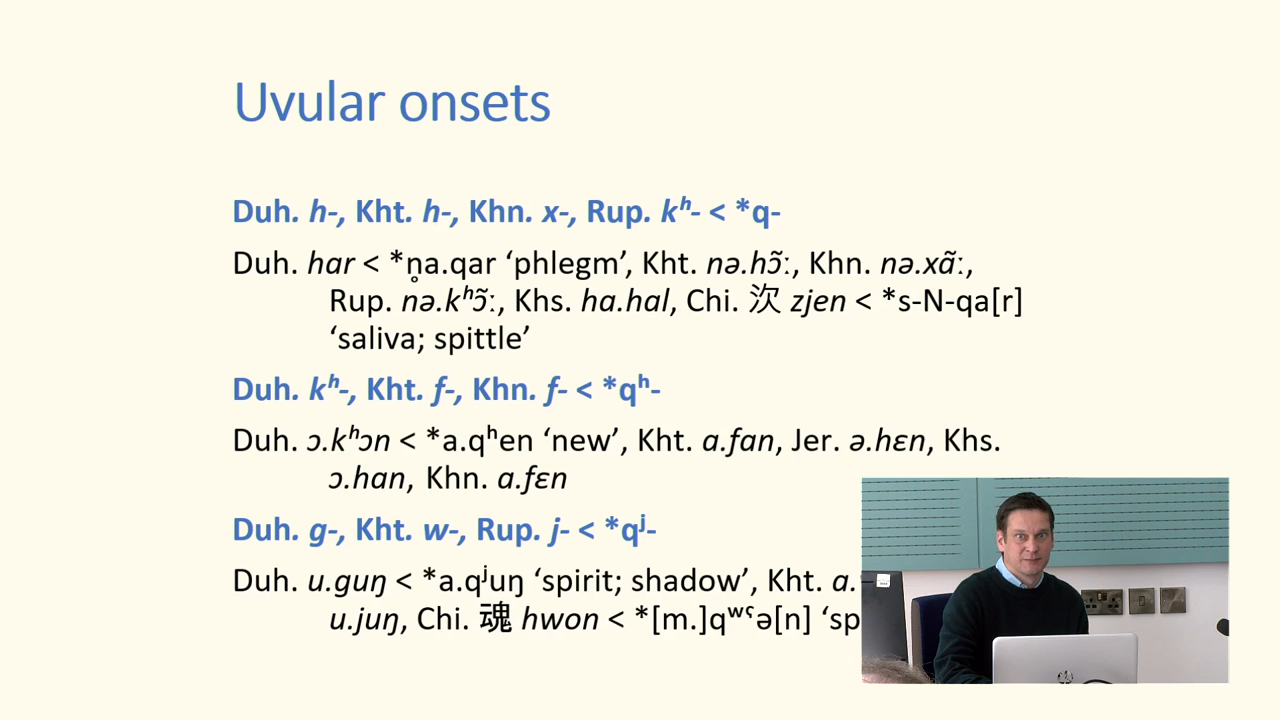 Uvular onsets
Duh. h-, Kht. h-, Khn. x-, Rup. kʰ- < *q-
Duh. har < *n̥a.qar ‘phlegm’, Kht. nə.hɔ̃ː, Khn. nə.xãː,
Rup. nə.kʰɔ̃ː, Khs. ha.hal, Chi. 㳄 zjen < *s-N-qa[r]
‘saliva; spittle’
Duh. kʰ-, Kht. f-, Khn. f- < *qʰ-
Duh. ɔ.kʰɔn < *a.qʰen ‘new’, Kht. a.fan, Jer. ə.hɛn, Khs.
ɔ.han, Khn. a.fɛn
Duh. g-, Kht. w-, Rup. j- < *qʲ-
Duh. u.guŋ < *a.qʲuŋ ‘spirit; shadow’, Kht. a.
u.juŋ, Chi. 魂 hwon < *[m.]qʷˤə[n] ‘sp